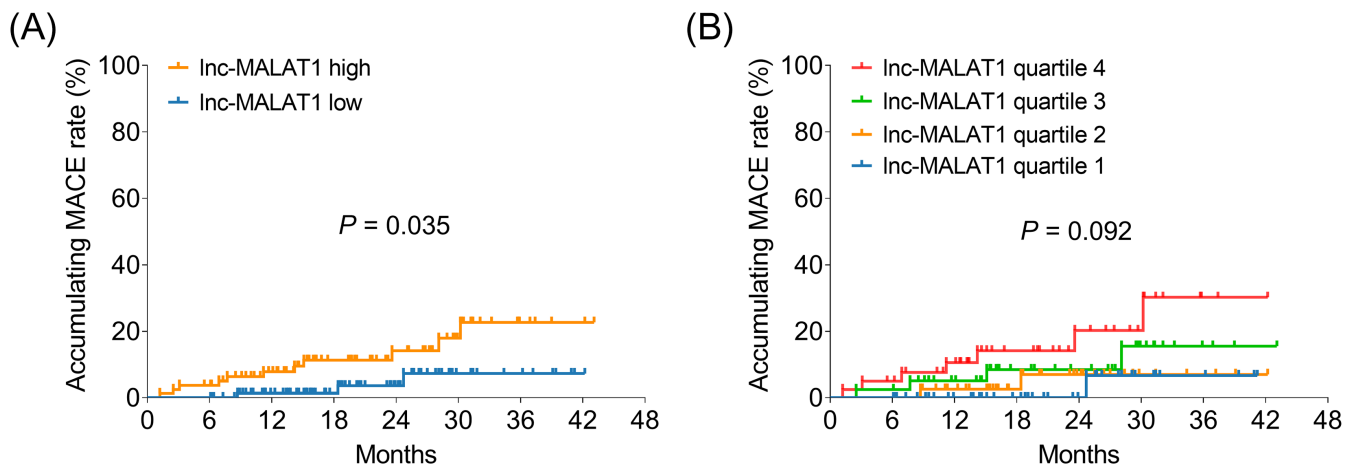 (A)
Accumulating MACE rate (%)
100
80
60
40
20
0
lnc-MALAT1 high
lnc-MALAT1 low
P = 0.035
0 6 12 18 24 30 36 42 48
Months
(B)
Accumulating MACE rate (%)
100
80
60
40
20
0
lnc-MALAT1 quartile 4
lnc-MALAT1 quartile 3
lnc-MALAT1 quartile 2
lnc-MALAT1 quartile 1
P = 0.092
0 6 12 18 24 30 36 42 48
Months